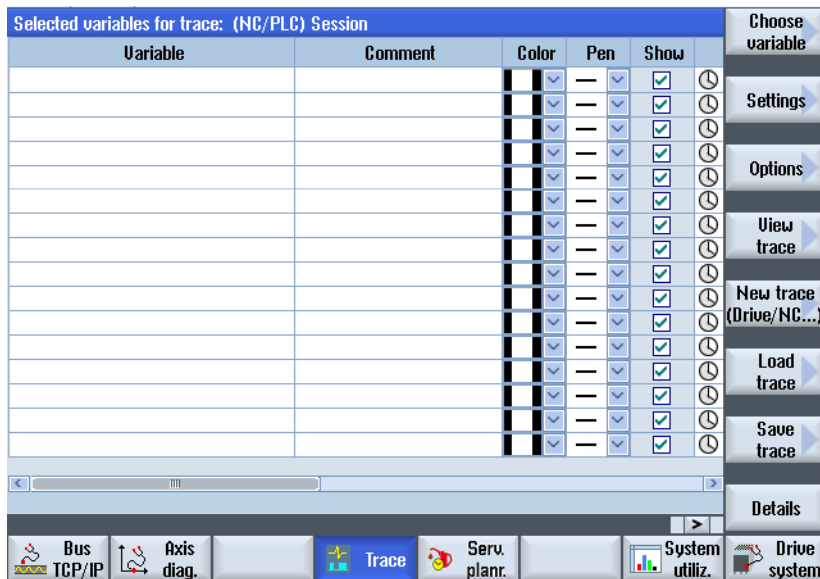 Selected variables for trace: (NC/PLC) Session
Variable Comment Color Pen Show
Choose
variable
Settings
Options
View
trace
New trace
(Drive/NC...)
Load
trace
Save
trace
Details
>
Bus
TCP/IP
Axis
diag.
Trace
Serv.
planr.
System
utiliz.
Drive
system